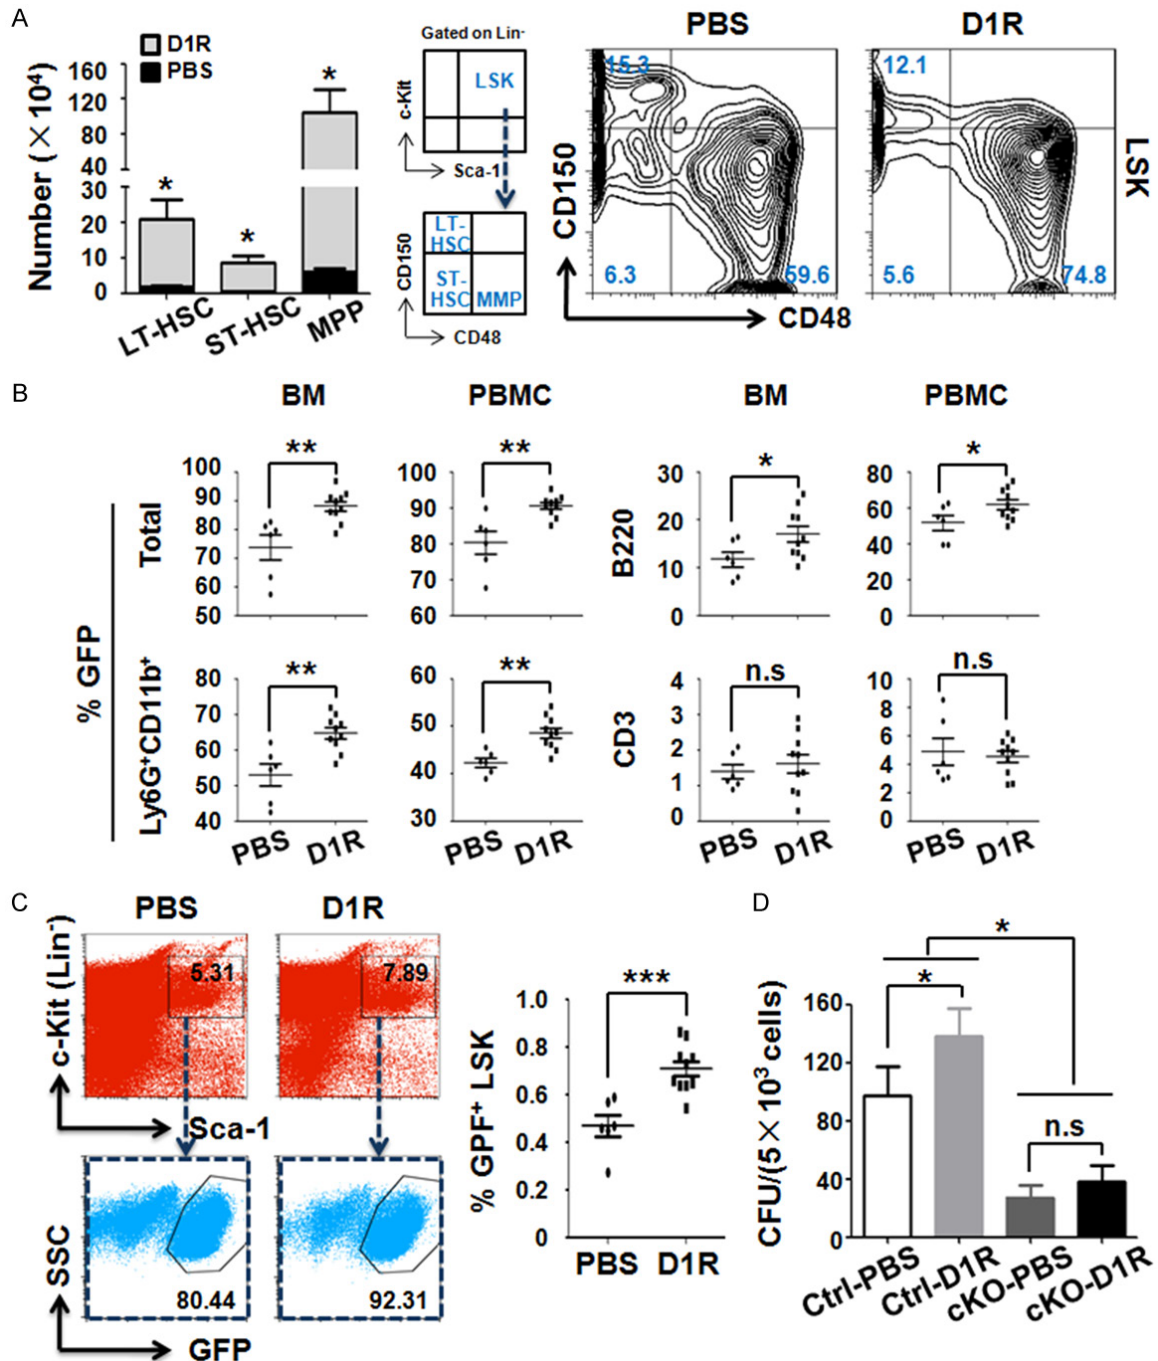 A
D1R
PBS
Number (×10⁴)
160
120
80
40
30
20
10
0
*
*
*
LT-HSC
ST-HSC
MPP
Gated on Lin⁻
LSK
c-Kit
Sca-1
LT-
HSC
ST-
HSC
MMP
CD150
CD48
PBS
D1R
15.3
6.3
59.6
12.1
5.6
74.8
CD150
CD48
LSK
B
BM
PBMC
BM
PBMC
% GFP
Total
100
90
80
70
60
50
**
100
90
80
70
60
**
B220
30
20
10
0
*
80
60
40
20
0
*
Ly6G⁺CD11b⁺
80
70
60
50
40
**
60
50
40
30
**
CD3
4
3
2
1
0
n.s
10
8
6
4
2
0
n.s
PBS
D1R
PBS
D1R
PBS
D1R
PBS
D1R
C
PBS
D1R
c-Kit (Lin⁻)
5.31
7.89
Sca-1
SSC
80.44
92.31
GFP
% GPF⁺ LSK
1.0
0.8
0.6
0.4
0.2
0
***
PBS
D1R
D
CFU/(5×10³ cells)
160
120
80
40
0
*
*
n.s
Ctrl-PBS
Ctrl-D1R
cKO-PBS
cKO-D1R